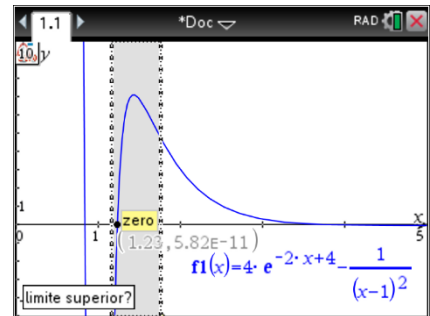 1.1 *Doc RAD
10 y
1
zero
0 1 (1.23,5.82E-11) 5 x
f1(x)=4· e^(-2·x+4) - 1/(x-1)^2
limite superior?